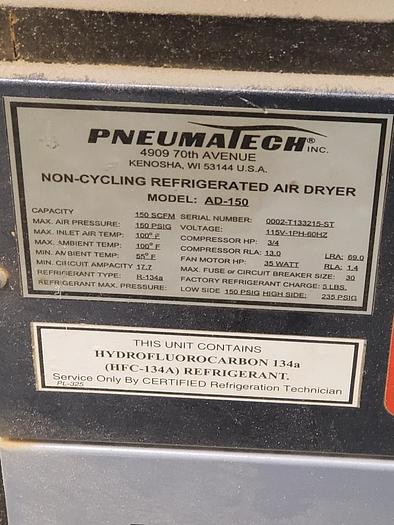 PNEUMATECH® INC.
4909 70th AVENUE
KENOSHA, WI 53144 U.S.A.
NON-CYCLING REFRIGERATED AIR DRYER
MODEL: AD-150
CAPACITY 150 SCFM SERIAL NUMBER: 0002-T133215-ST
MAX. AIR PRESSURE: 150 PSIG VOLTAGE: 115V-1PH-60HZ
MAX. INLET AIR TEMP: 100° F COMPRESSOR HP: 3/4
MAX. AMBIENT TEMP: 100° F COMPRESSOR RLA: 13.0 LRA: 69.0
MIN. AMBIENT TEMP: 55° F FAN MOTOR HP: 35 WATT RLA: 1.4
MIN. CIRCUIT AMPACITY 17.7 MAX. FUSE or CIRCUIT BREAKER SIZE: 30
REFRIGERANT TYPE: R-134a FACTORY REFRIGERANT CHARGE: 5 LBS.
REFRIGERANT MAX. PRESSURE: LOW SIDE 150 PSIG HIGH SIDE: 235 PSIG
THIS UNIT CONTAINS
HYDROFLUOROCARBON 134a
(HFC-134A) REFRIGERANT.
Service Only By CERTIFIED Refrigeration Technician
PL-325